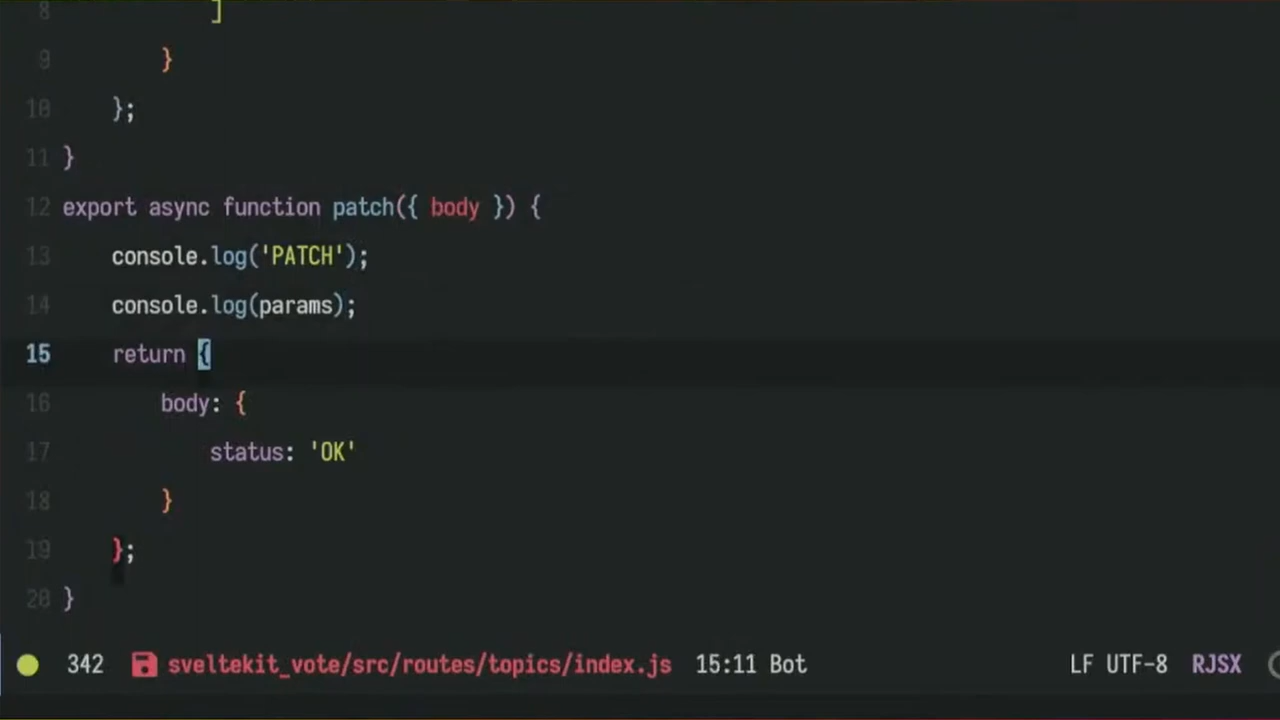 8            ]
9        }
10    };
11 }
12 export async function patch({ body }) {
13    console.log('PATCH');
14    console.log(params);
15    return {
16        body: {
17            status: 'OK'
18        }
19    };
20 }
342 sveltekit_vote/src/routes/topics/index.js 15:11 Bot LF UTF-8 RJSX